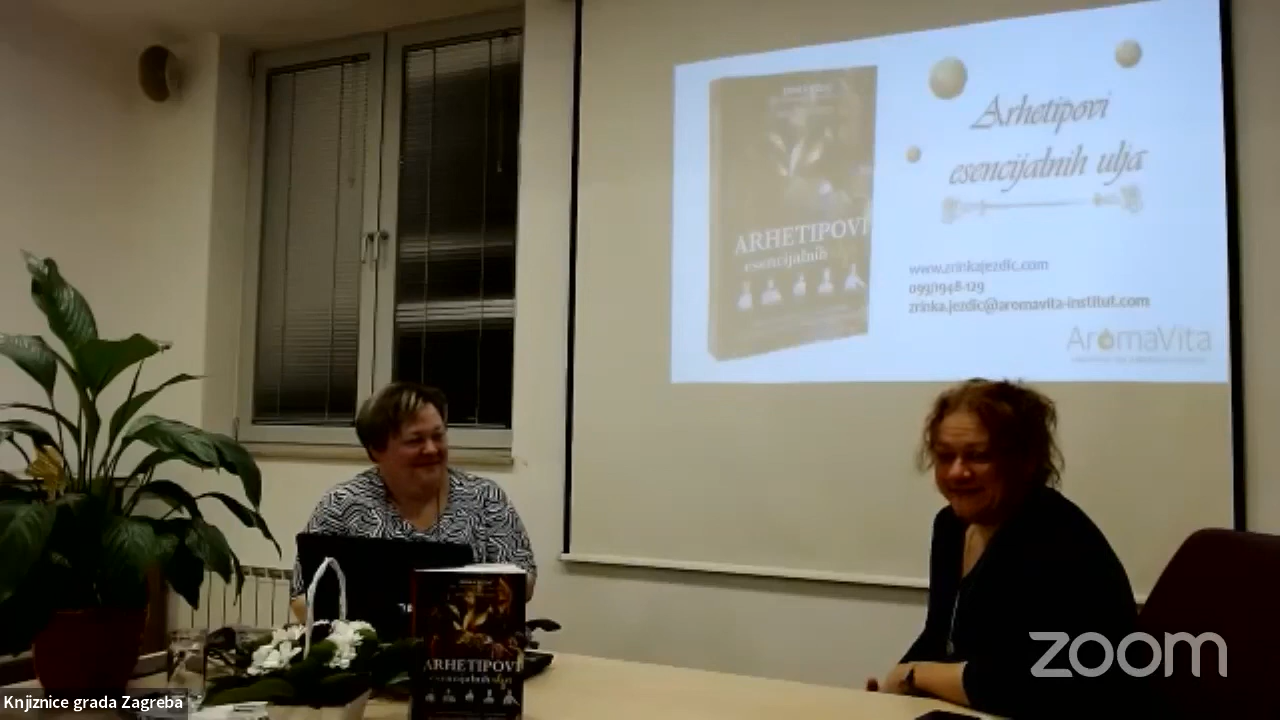 Arhetipovi
esencijalnih ulja
ARHETIPOVI
esencijalnih
www.zrinkajezdic.com
099/1948-129
zrinka.jezdic@aromavita-institut.com
AromaVita
ARHETIPOVI
esencijalnih ulja
zoom
Knjiznice grada Zagreba